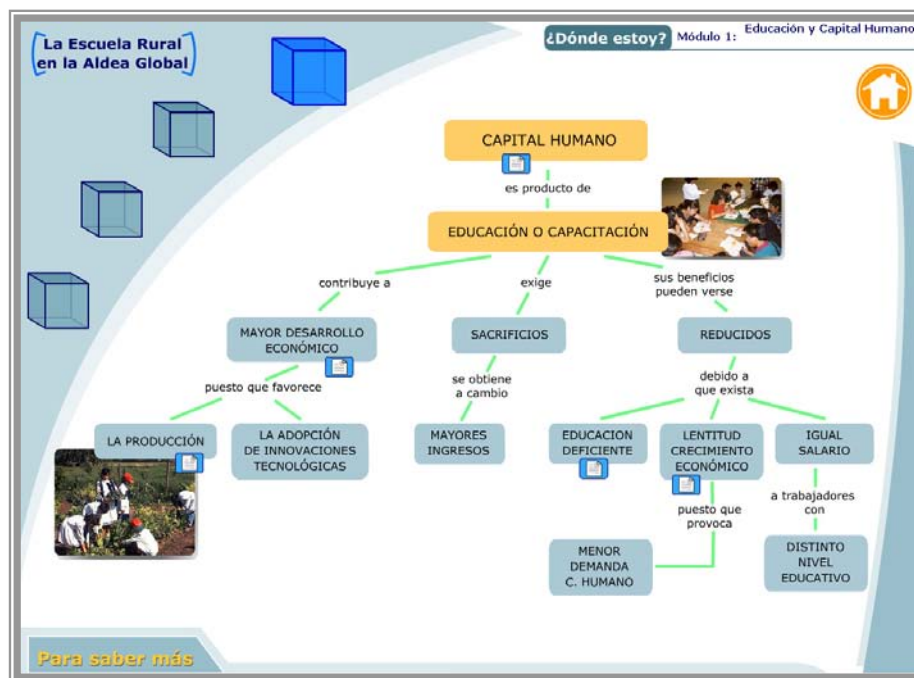 La Escuela Rural
en la Aldea Global
¿Dónde estoy?
Módulo 1:
Educación y Capital Humano
CAPITAL HUMANO
es producto de
EDUCACIÓN O CAPACITACIÓN
contribuye a
exige
sus beneficios
pueden verse
MAYOR DESARROLLO
ECONÓMICO
SACRIFICIOS
REDUCIDOS
puesto que favorece
se obtiene
a cambio
debido a
que exista
LA PRODUCCIÓN
LA ADOPCIÓN
DE INNOVACIONES
TECNOLÓGICAS
MAYORES
INGRESOS
EDUCACION
DEFICIENTE
LENTITUD
CRECIMIENTO
ECONÓMICO
IGUAL
SALARIO
puesto que
provoca
a trabajadores
con
MENOR
DEMANDA
C. HUMANO
DISTINTO
NIVEL
EDUCATIVO
Para saber más